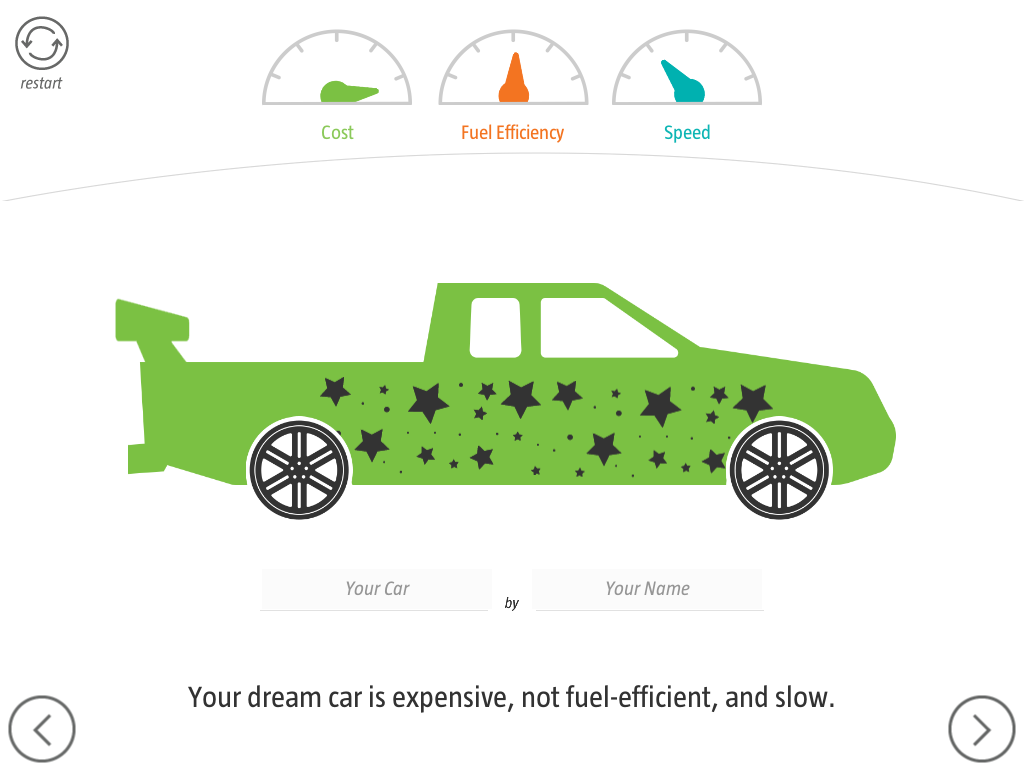 restart
Cost
Fuel Efficiency
Speed
Your Car
by
Your Name
Your dream car is expensive, not fuel-efficient, and slow.